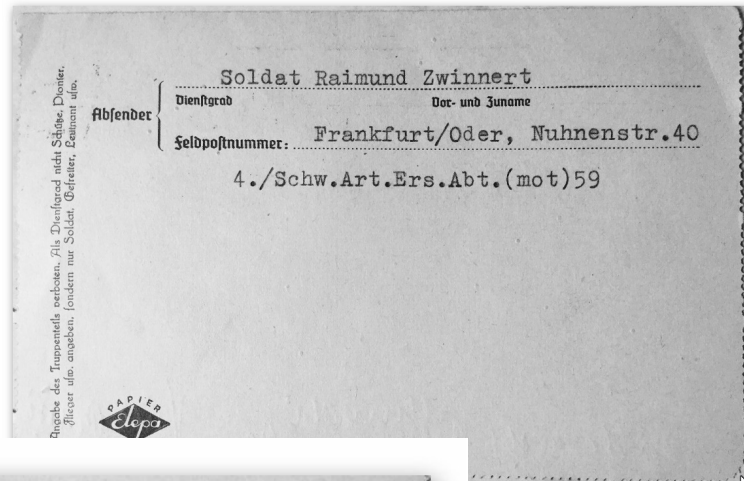 Soldat Raimund Zwinnert
Dienstgrad Vor- und Zuname
Absender
Feldpostnummer: Frankfurt/Oder, Nuhnenstr.40
4./Schw.Art.Ers.Abt.(mot)59
Angabe des Truppenteils verboten. Als Dienstgrad nicht Schütze, Pionier,
Flieger usw. angeben, sondern nur Soldat, Gefreiter, Leutnant usw.
PAPIER
Elepa